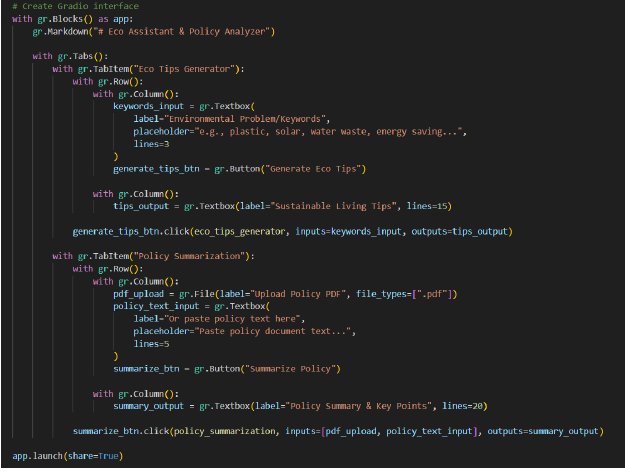 # Create Gradio interface
with gr.Blocks() as app:
    gr.Markdown("# Eco Assistant & Policy Analyzer")

    with gr.Tabs():
        with gr.TabItem("Eco Tips Generator"):
            with gr.Row():
                with gr.Column():
                    keywords_input = gr.Textbox(
                        label="Environmental Problem/Keywords",
                        placeholder="e.g., plastic, solar, water waste, energy saving...",
                        lines=3
                    )
                    generate_tips_btn = gr.Button("Generate Eco Tips")

                with gr.Column():
                    tips_output = gr.Textbox(label="Sustainable Living Tips", lines=15)

            generate_tips_btn.click(eco_tips_generator, inputs=keywords_input, outputs=tips_output)

        with gr.TabItem("Policy Summarization"):
            with gr.Row():
                with gr.Column():
                    pdf_upload = gr.File(label="Upload Policy PDF", file_types=[".pdf"])
                    policy_text_input = gr.Textbox(
                        label="Or paste policy text here",
                        placeholder="Paste policy document text...",
                        lines=5
                    )
                    summarize_btn = gr.Button("Summarize Policy")

                with gr.Column():
                    summary_output = gr.Textbox(label="Policy Summary & Key Points", lines=20)

            summarize_btn.click(policy_summarization, inputs=[pdf_upload, policy_text_input], outputs=summary_output)

app.launch(share=True)